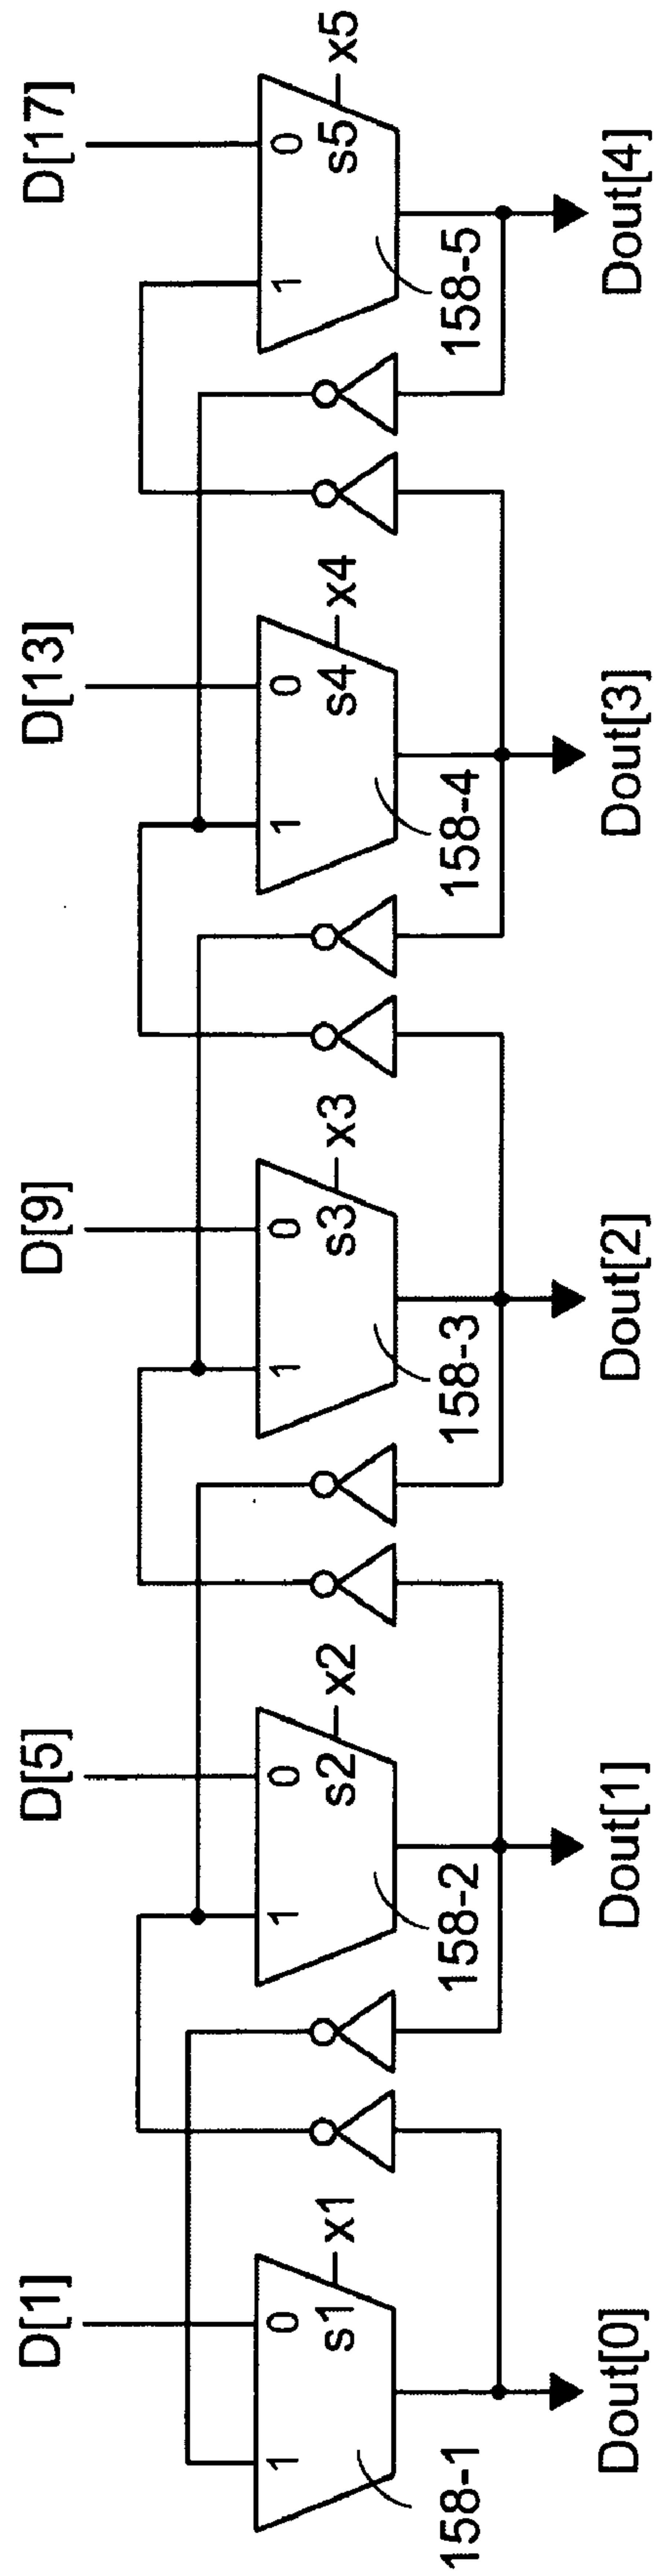 D[1] D[5] D[9] D[13] D[17]
1 0 1 0 1 0 1 0 1 0
s1 x1 s2 x2 s3 x3 s4 x4 s5 x5
158-1 158-2 158-3 158-4 158-5
Dout[0] Dout[1] Dout[2] Dout[3] Dout[4]